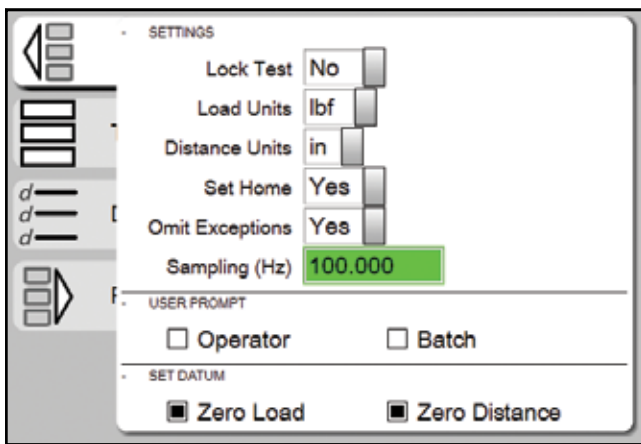 SETTINGS
Lock Test No
Load Units lbf
Distance Units in
Set Home Yes
Omit Exceptions Yes
Sampling (Hz) 100.000
USER PROMPT
Operator Batch
SET DATUM
Zero Load Zero Distance
d
d
d